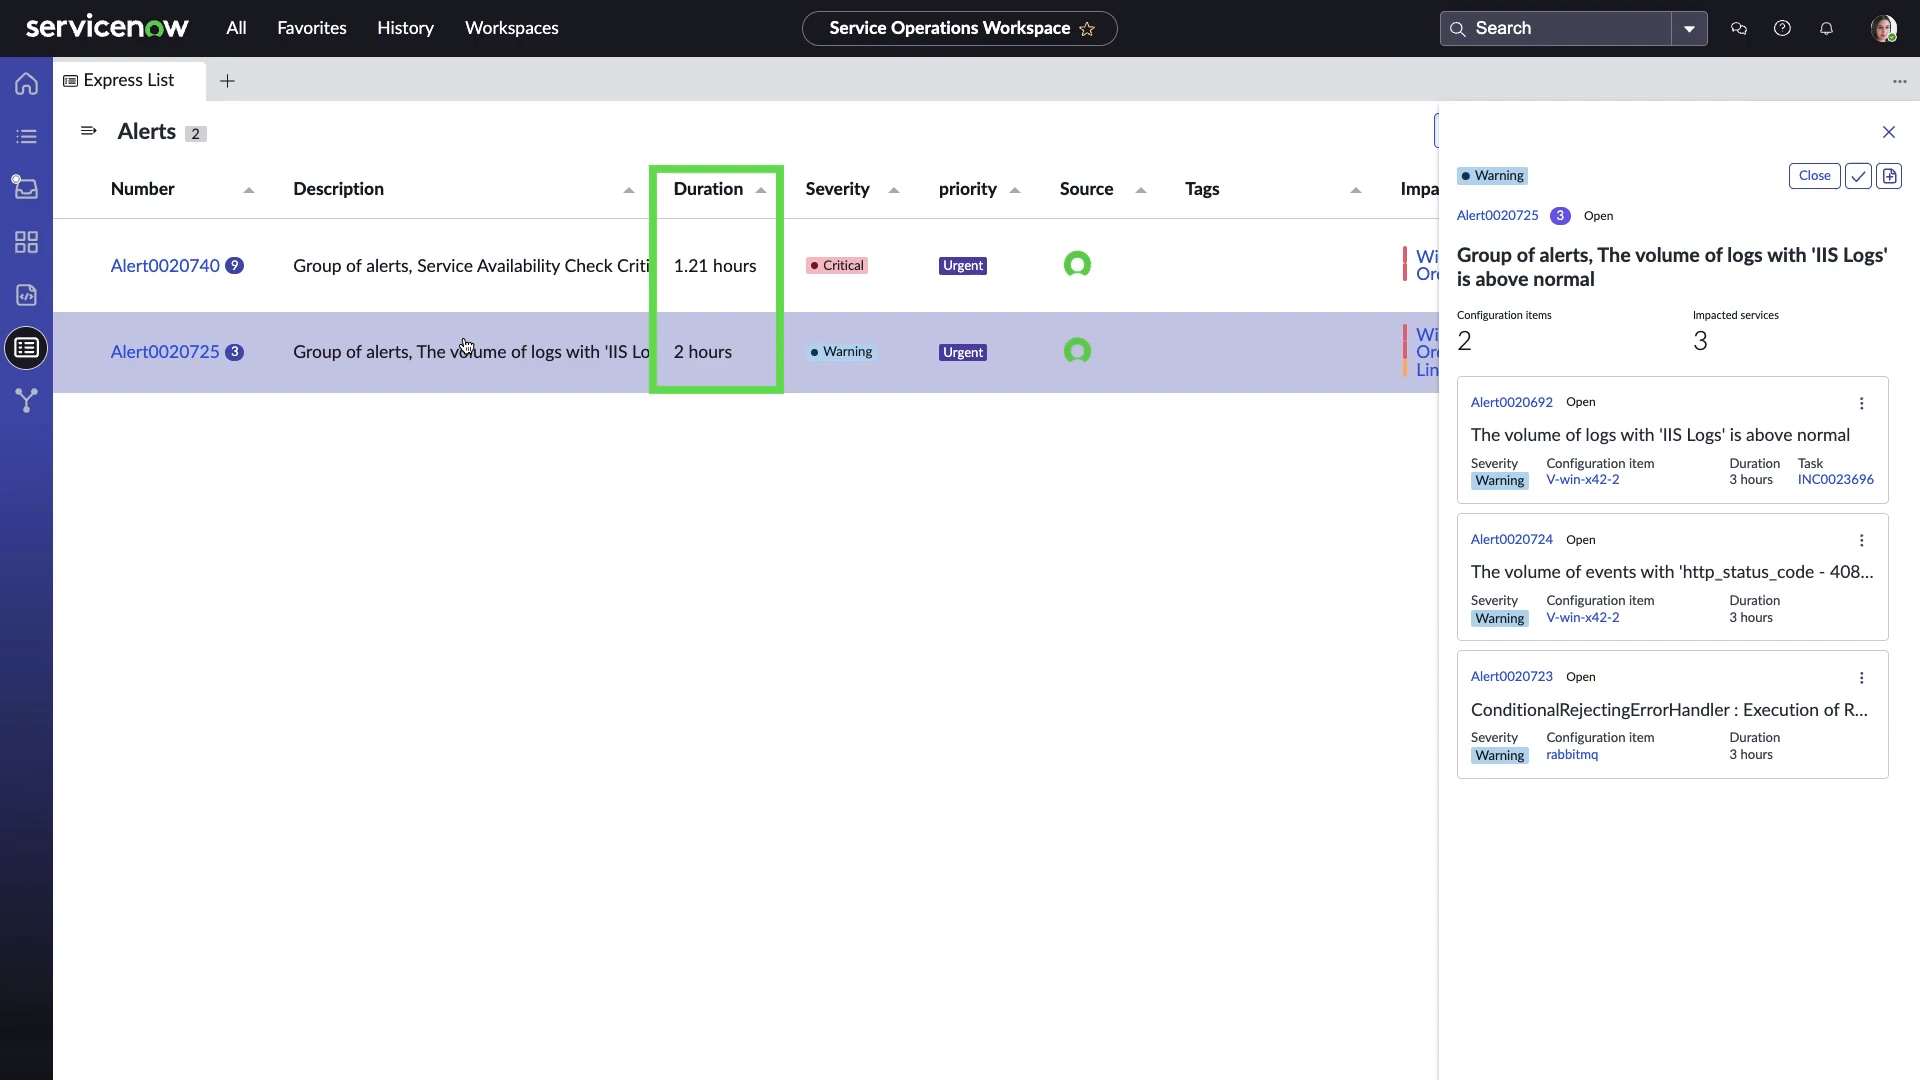 servicenow All Favorites History Workspaces Service Operations Workspace Search
Express List
Alerts 2
Number Description Duration Severity priority Source Tags Impa
Alert0020740 9 Group of alerts, Service Availability Check Criti 1.21 hours Critical Urgent Wi
Or
Alert0020725 3 Group of alerts, The volume of logs with 'IIS Lo 2 hours Warning Urgent Wi
Or
Lin
Warning Close
Alert0020725 3 Open
Group of alerts, The volume of logs with 'IIS Logs'
is above normal
Configuration items Impacted services
2 3
Alert0020692 Open
The volume of logs with 'IIS Logs' is above normal
Severity Configuration item Duration Task
Warning V-win-x42-2 3 hours INC0023696
Alert0020724 Open
The volume of events with 'http_status_code - 408...
Severity Configuration item Duration
Warning V-win-x42-2 3 hours
Alert0020723 Open
ConditionalRejectingErrorHandler : Execution of R...
Severity Configuration item Duration
Warning rabbitmq 3 hours